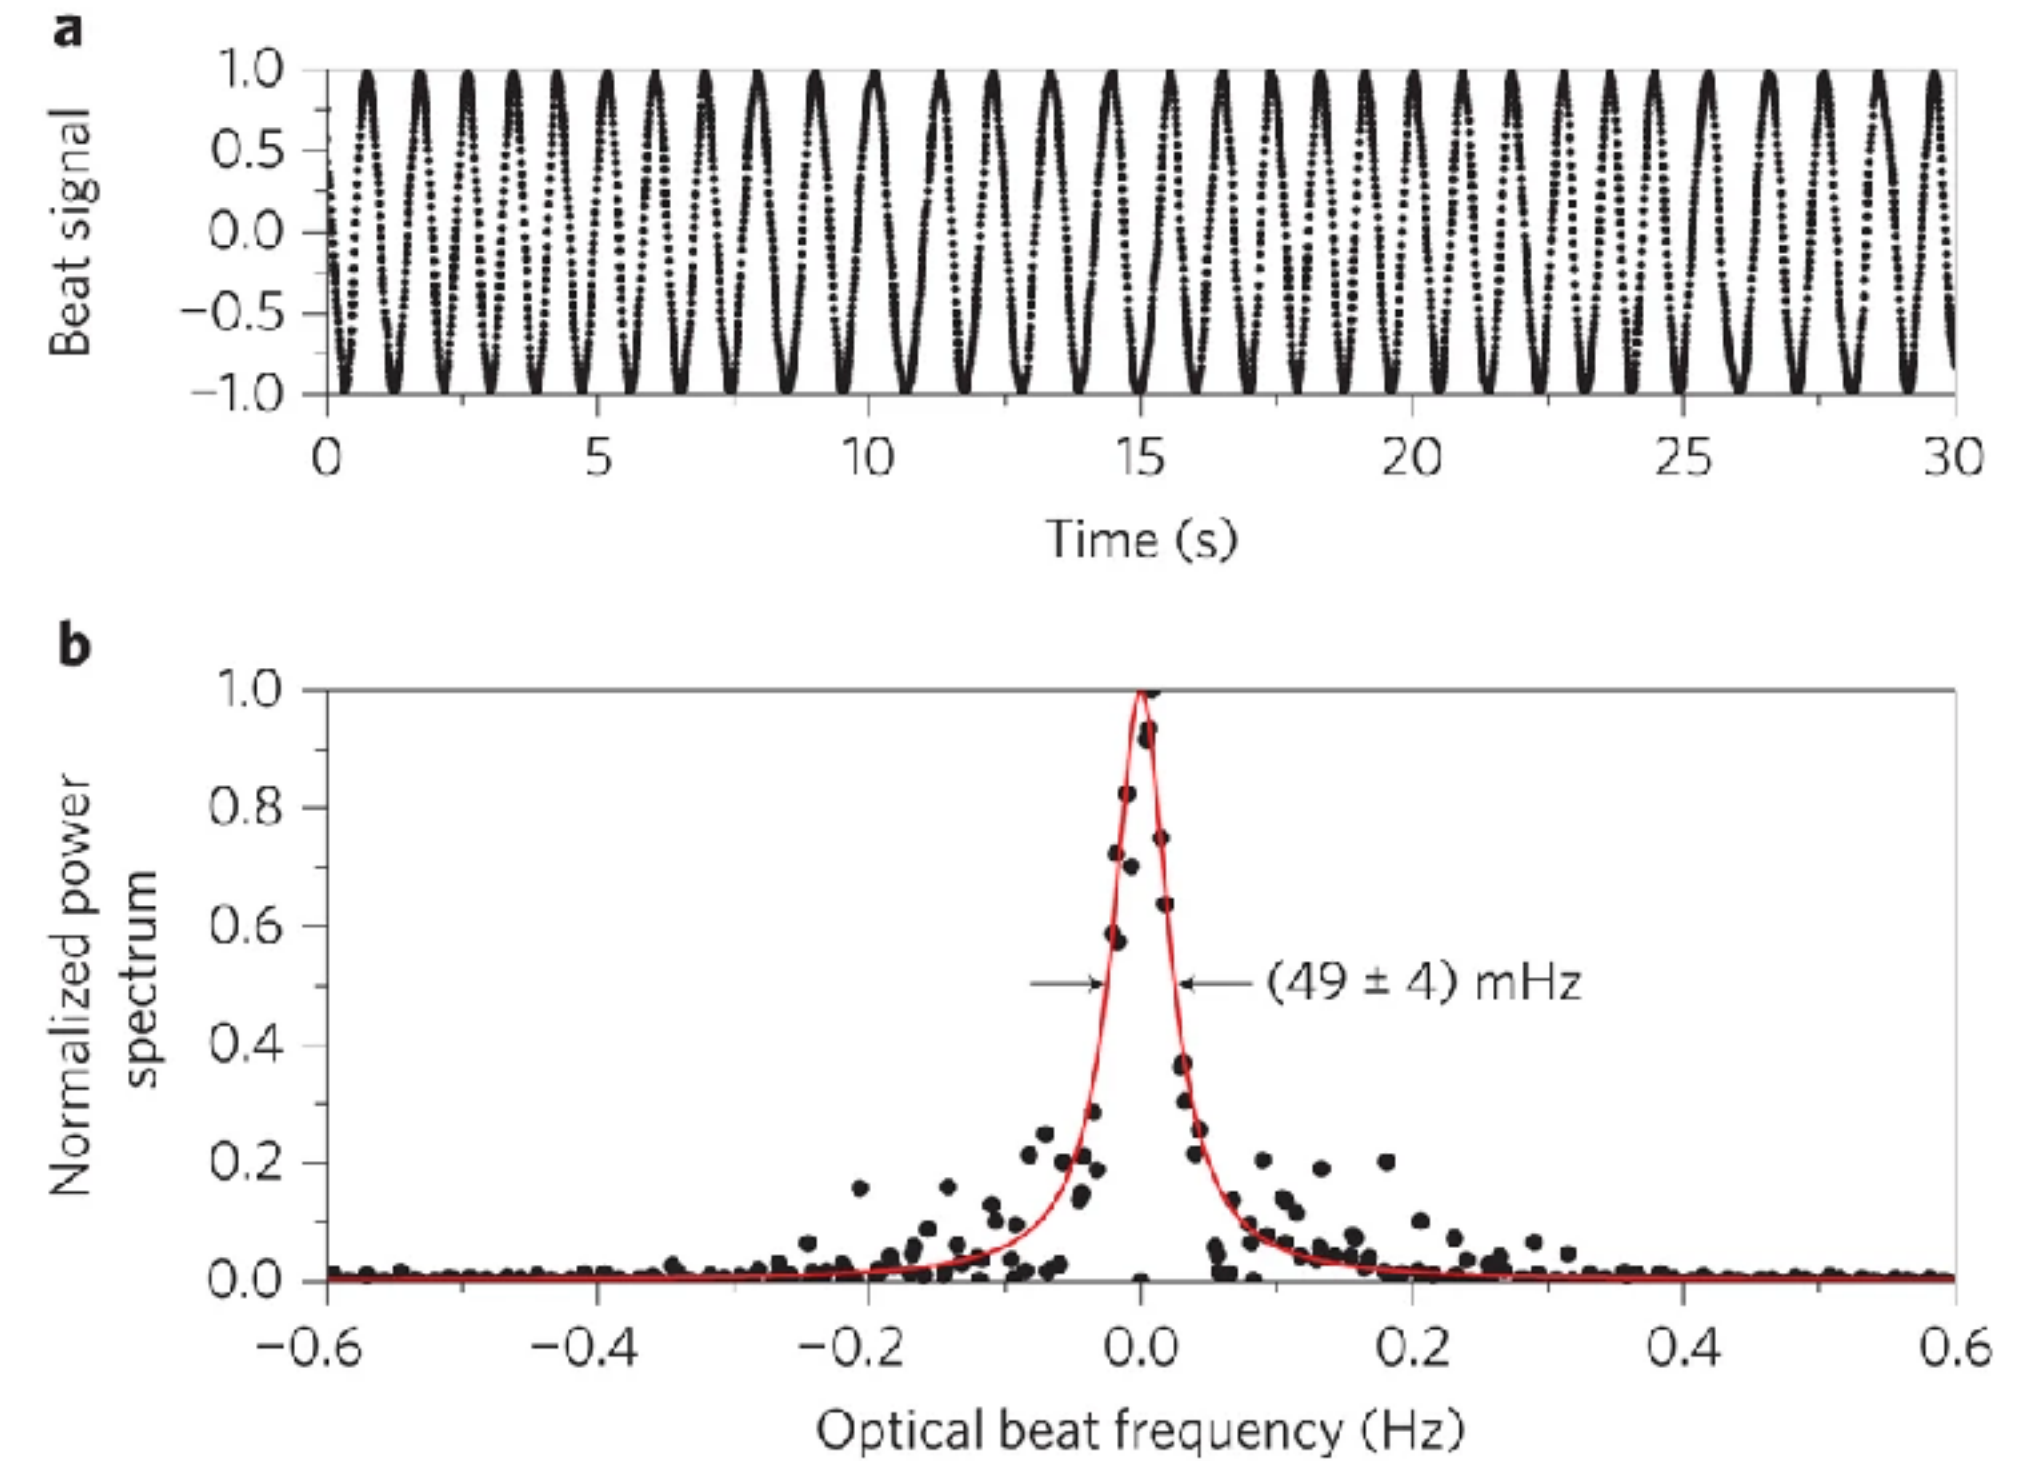 a
Beat signal
1.0
0.5
0.0
−0.5
−1.0
0 5 10 15 20 25 30
Time (s)
b
Normalized power
spectrum
1.0
0.8
0.6
0.4
0.2
0.0
(49 ± 4) mHz
−0.6 −0.4 −0.2 0.0 0.2 0.4 0.6
Optical beat frequency (Hz)